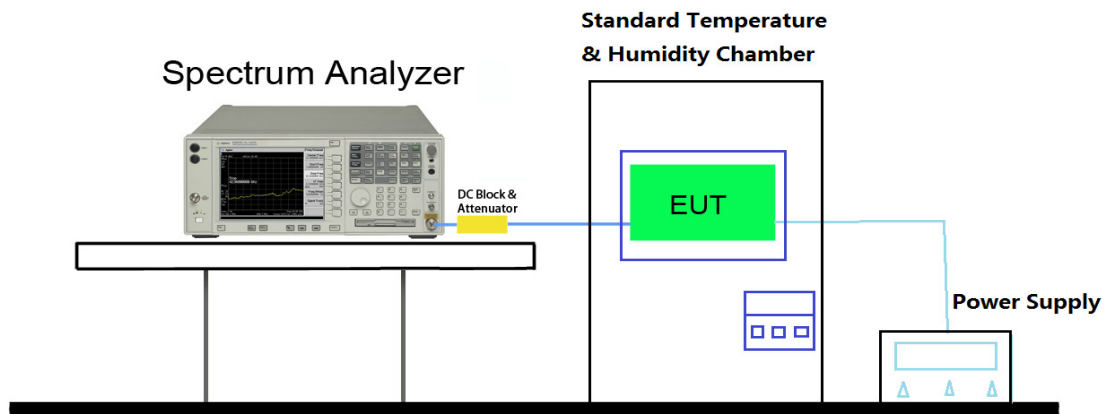 Standard Temperature
& Humidity Chamber
Spectrum Analyzer
DC Block &
Attenuator
EUT
Power Supply